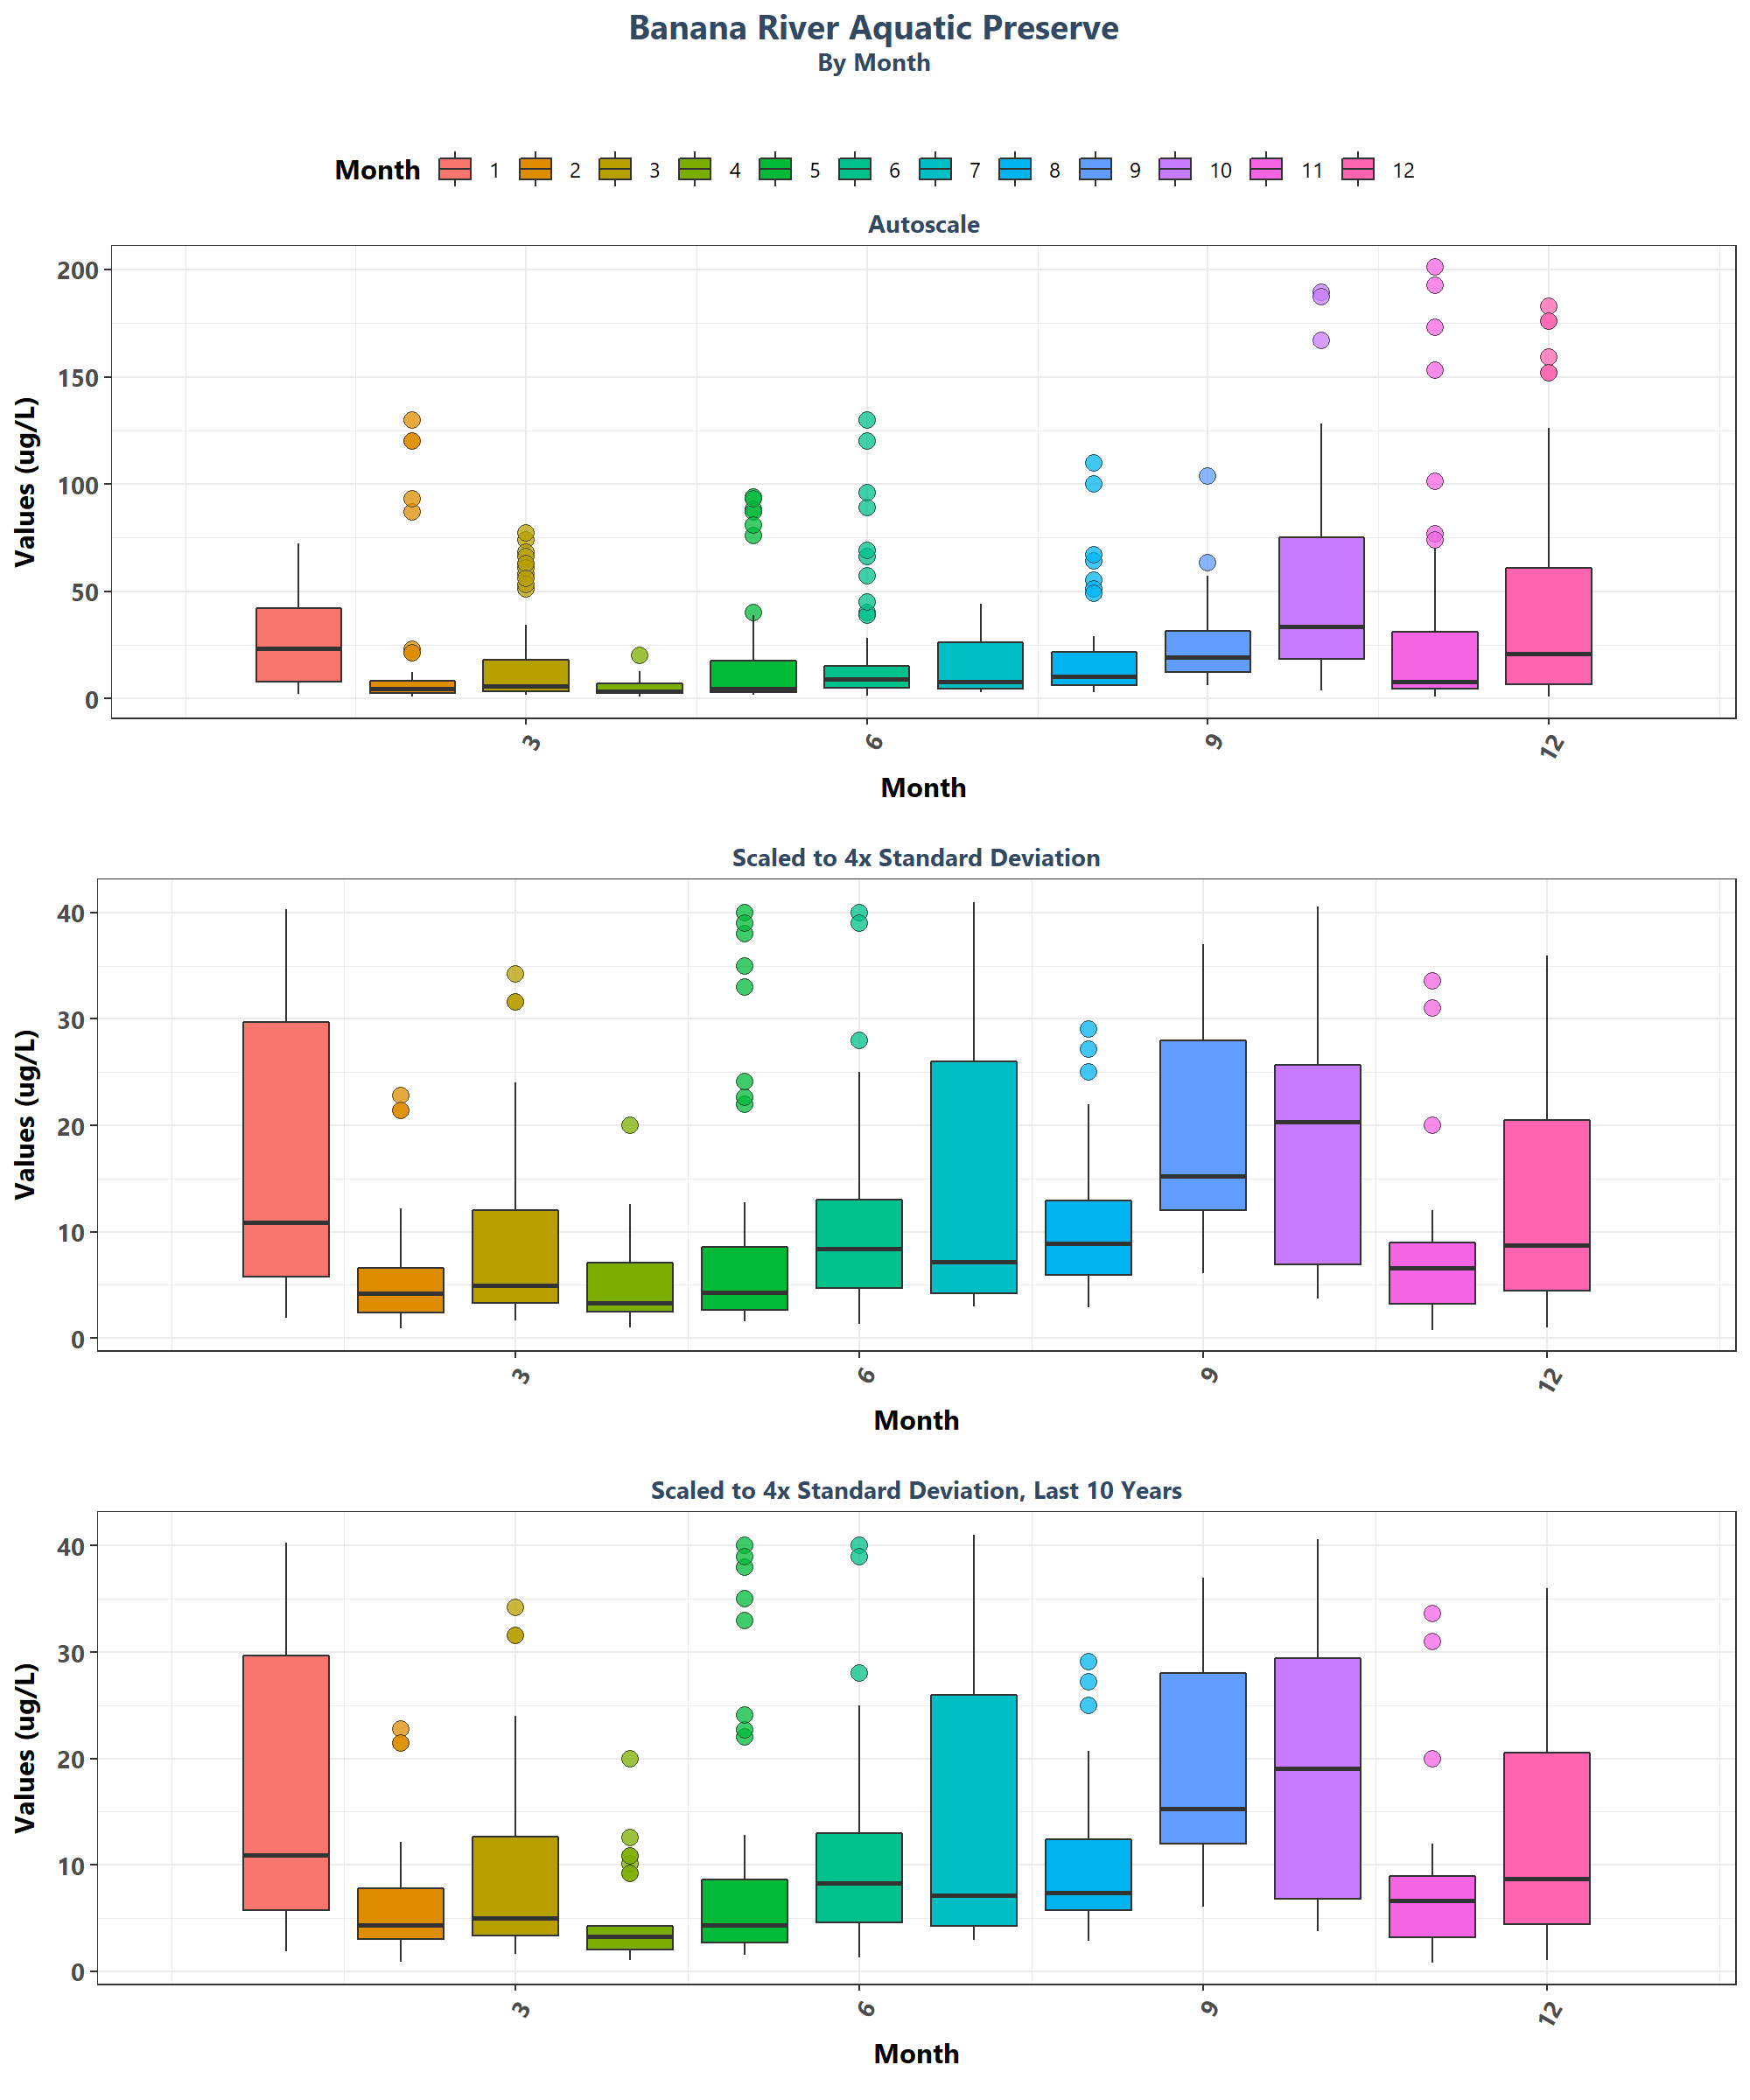 Banana River Aquatic Preserve
By Month
Month 1 2 3 4 5 6 7 8 9 10 11 12
Autoscale
Values (ug/L)
200
150
100
50
0
3 6 9 12
Month
Scaled to 4x Standard Deviation
Values (ug/L)
40
30
20
10
0
3 6 9 12
Month
Scaled to 4x Standard Deviation, Last 10 Years
Values (ug/L)
40
30
20
10
0
3 6 9 12
Month